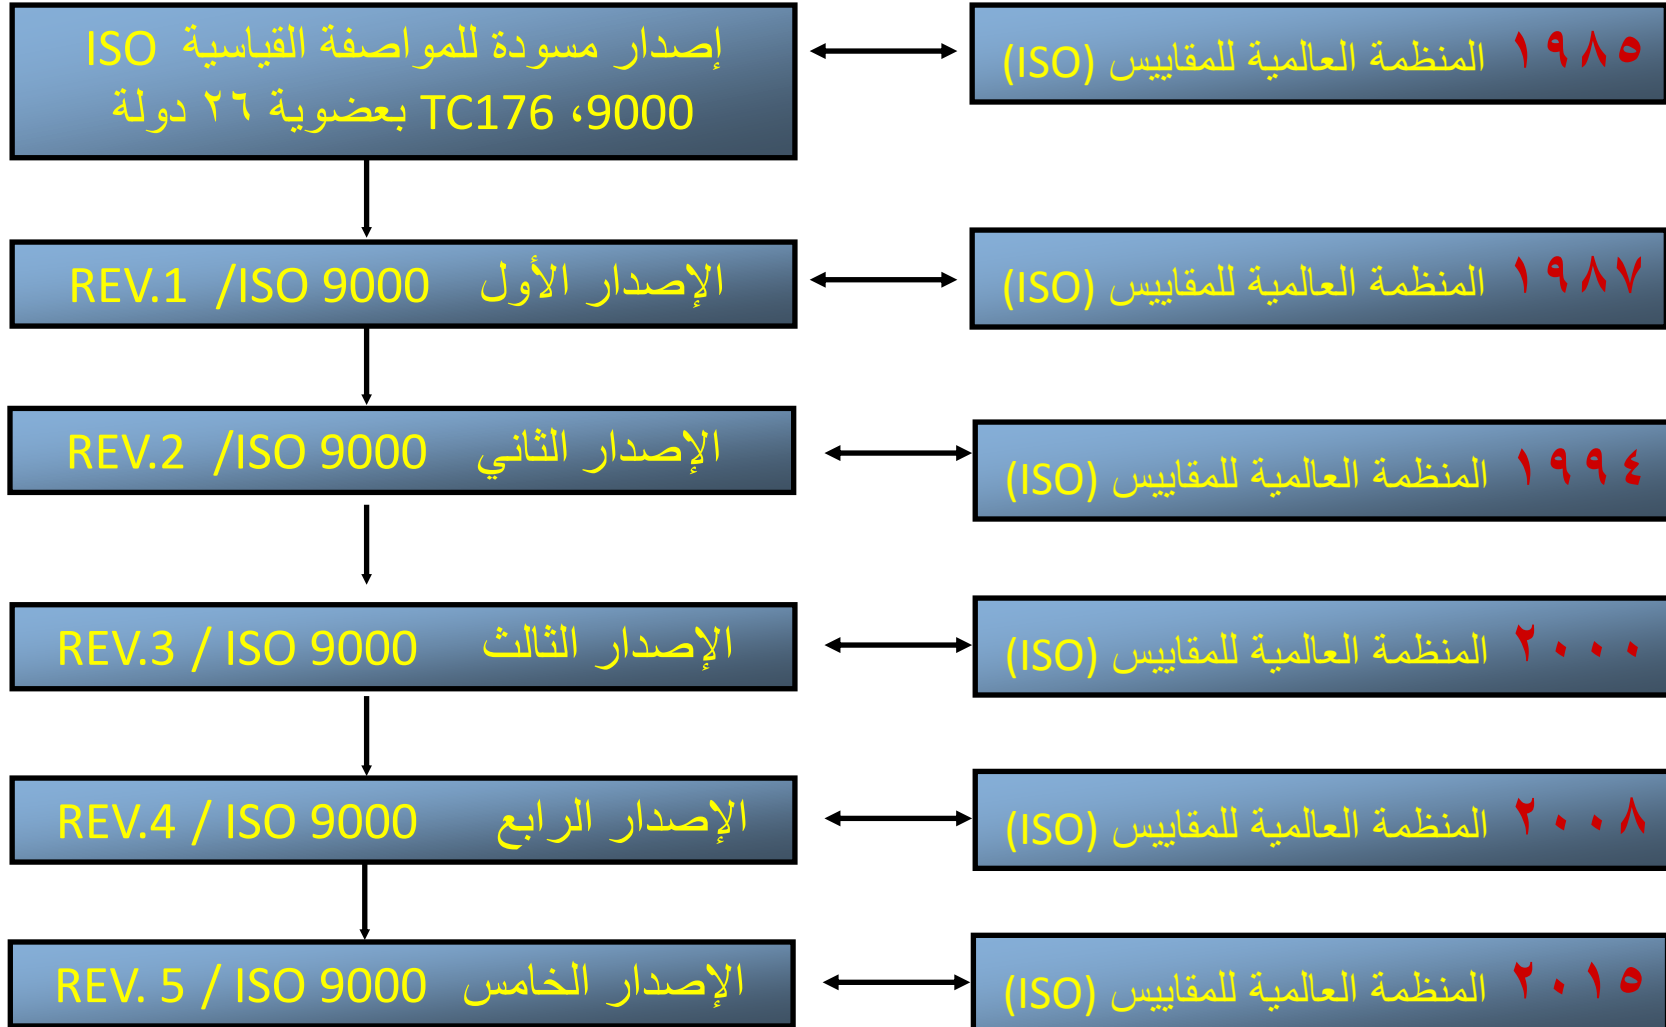 ١٩٨٥ المنظمة العالمية للمقاييس (ISO)
إصدار مسودة للمواصفة القياسية ISO
9000، TC176 بعضوية ٢٦ دولة
١٩٨٧ المنظمة العالمية للمقاييس (ISO)
الإصدار الأول REV.1 /ISO 9000
١٩٩٤ المنظمة العالمية للمقاييس (ISO)
الإصدار الثاني REV.2 /ISO 9000
٢٠٠٠ المنظمة العالمية للمقاييس (ISO)
الإصدار الثالث REV.3 / ISO 9000
٢٠٠٨ المنظمة العالمية للمقاييس (ISO)
الإصدار الرابع REV.4 / ISO 9000
٢٠١٥ المنظمة العالمية للمقاييس (ISO)
الإصدار الخامس REV. 5 / ISO 9000